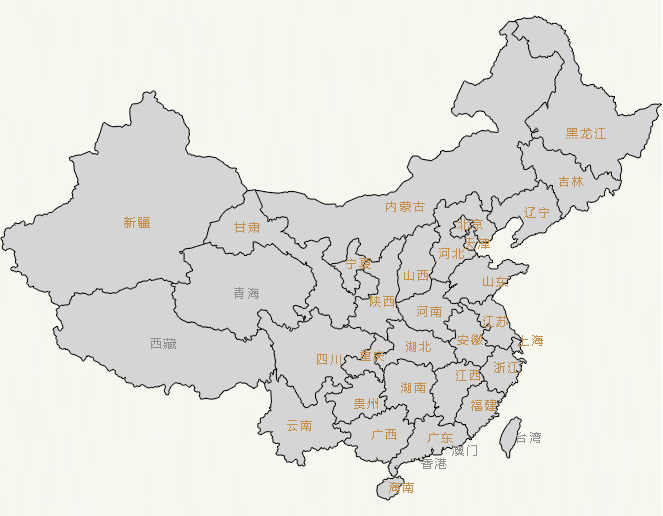 黑龙江
吉林
内蒙古
辽宁
新疆
甘肃
北京
天津
河北
宁夏
山西
山东
青海
陕西
河南
江苏
西藏
安徽
上海
湖北
四川
重庆
浙江
江西
湖南
贵州
福建
云南
广西
广东
台湾
澳门
香港
海南